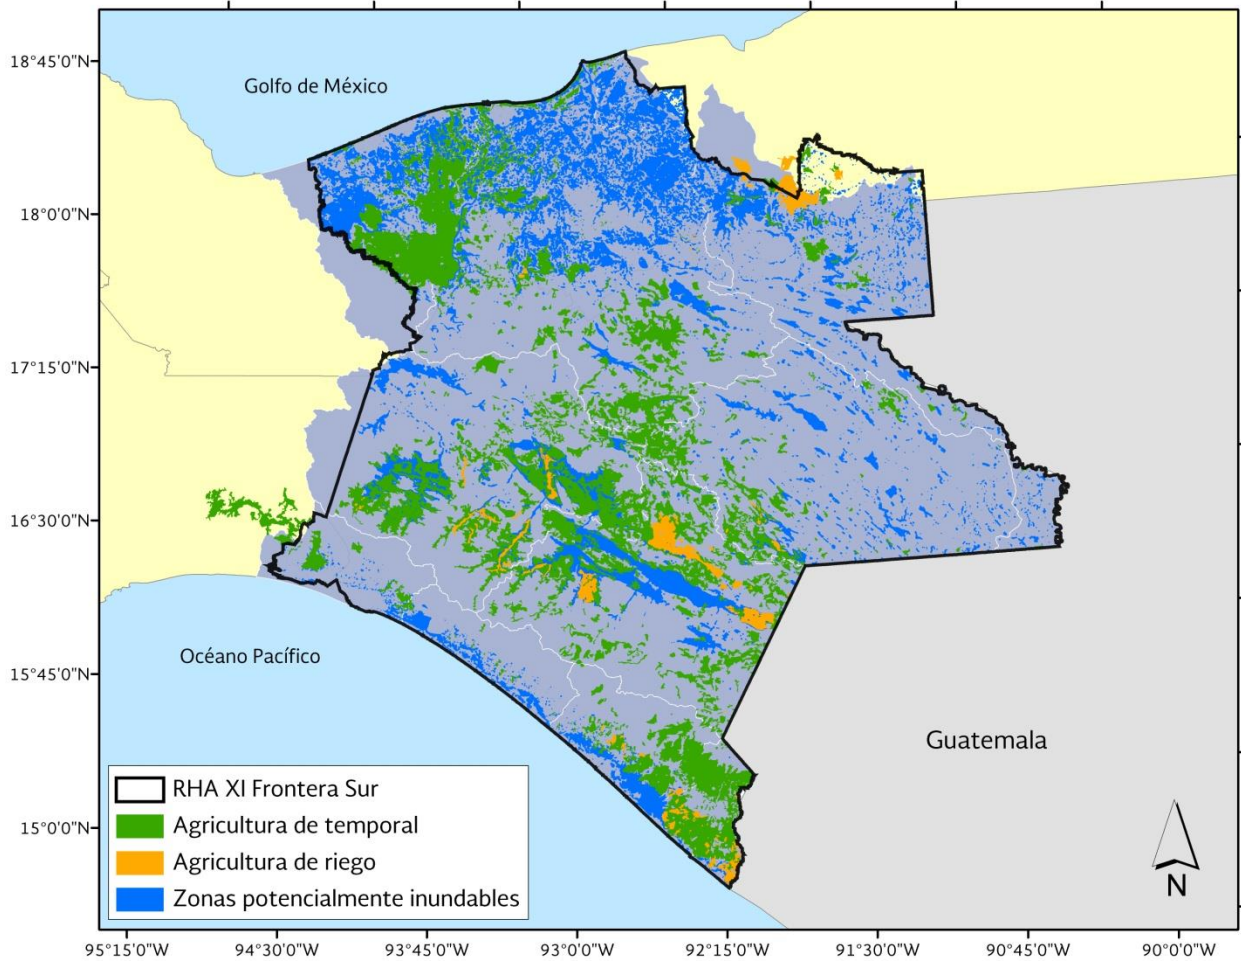 18°45'0"N
Golfo de México
18°0'0"N
17°15'0"N
16°30'0"N
Océano Pacífico
15°45'0"N
Guatemala
RHA XI Frontera Sur
Agricultura de temporal
15°0'0"N
Agricultura de riego
N
Zonas potencialmente inundables
95°15'0"W 94°30'0"W 93°45'0"W 93°0'0"W 92°15'0"W 91°30'0"W 90°45'0"W 90°0'0"W